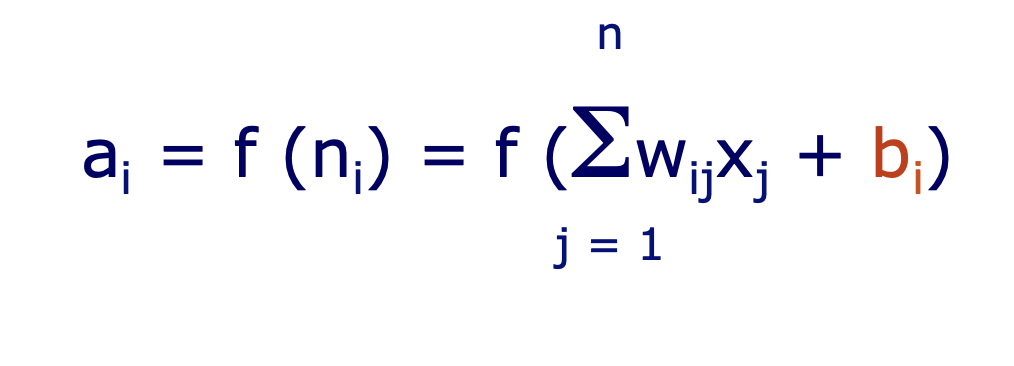 n
aᵢ = f (nᵢ) = f (∑wᵢⱼxⱼ + bᵢ)
j = 1